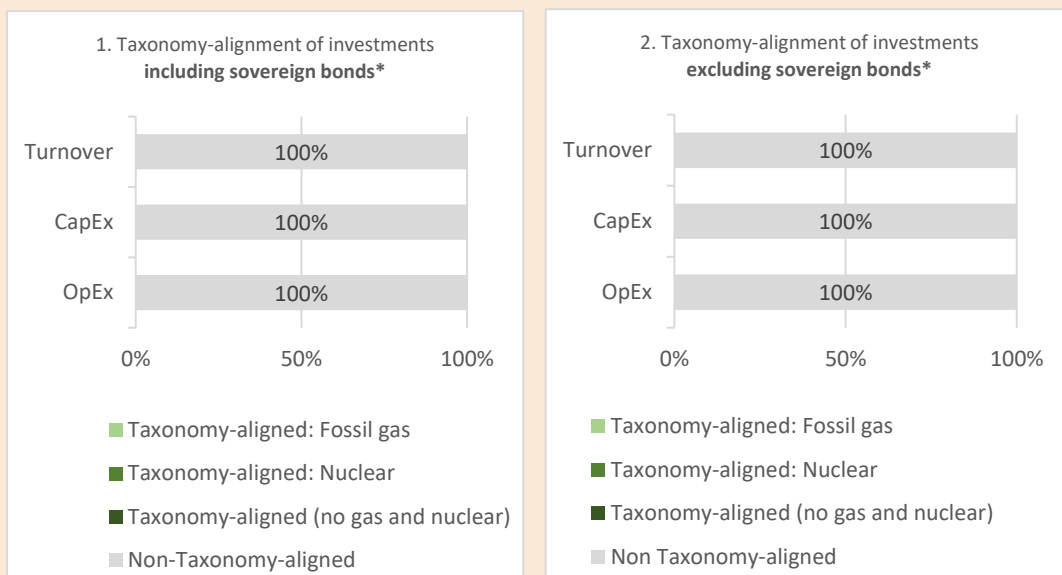 1. Taxonomy-alignment of investments
including sovereign bonds*
Turnover
100%
CapEx
100%
OpEx
100%
0%
50%
100%
Taxonomy-aligned: Fossil gas
Taxonomy-aligned: Nuclear
Taxonomy-aligned (no gas and nuclear)
Non-Taxonomy-aligned
2. Taxonomy-alignment of investments
excluding sovereign bonds*
Turnover
100%
CapEx
100%
OpEx
100%
0%
50%
100%
Taxonomy-aligned: Fossil gas
Taxonomy-aligned: Nuclear
Taxonomy-aligned (no gas and nuclear)
Non Taxonomy-aligned